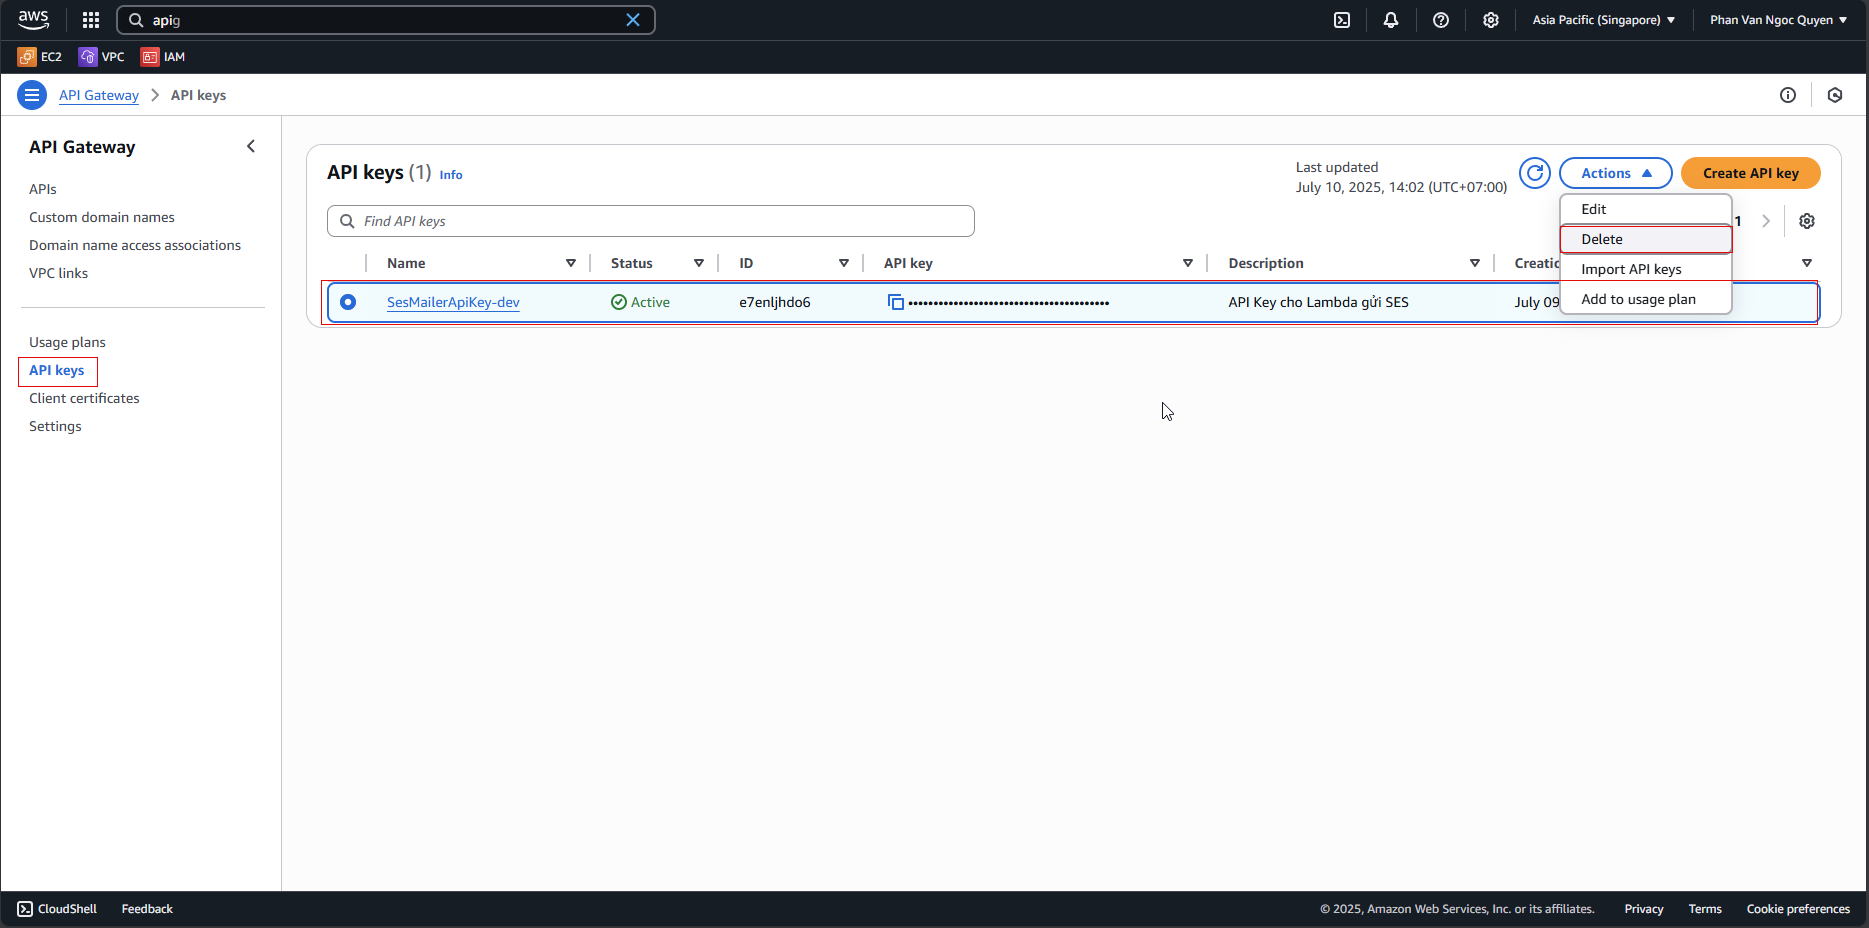 aws
apig
Asia Pacific (Singapore)
Phan Van Ngoc Quyen
EC2
VPC
IAM
API Gateway
API keys
API Gateway
APIs
Custom domain names
Domain name access associations
VPC links
Usage plans
API keys
Client certificates
Settings
API keys (1) Info
Last updated
July 10, 2025, 14:02 (UTC+07:00)
Actions
Create API key
Find API keys
1
Edit
Delete
Import API keys
Add to usage plan
Name
Status
ID
API key
Description
SesMailerApiKey-dev
Active
e7enljhdo6
••••••••••••••••••••••••••••••••••••••••
API Key cho Lambda gửi SES
July 09
CloudShell
Feedback
© 2025, Amazon Web Services, Inc. or its affiliates.
Privacy
Terms
Cookie preferences